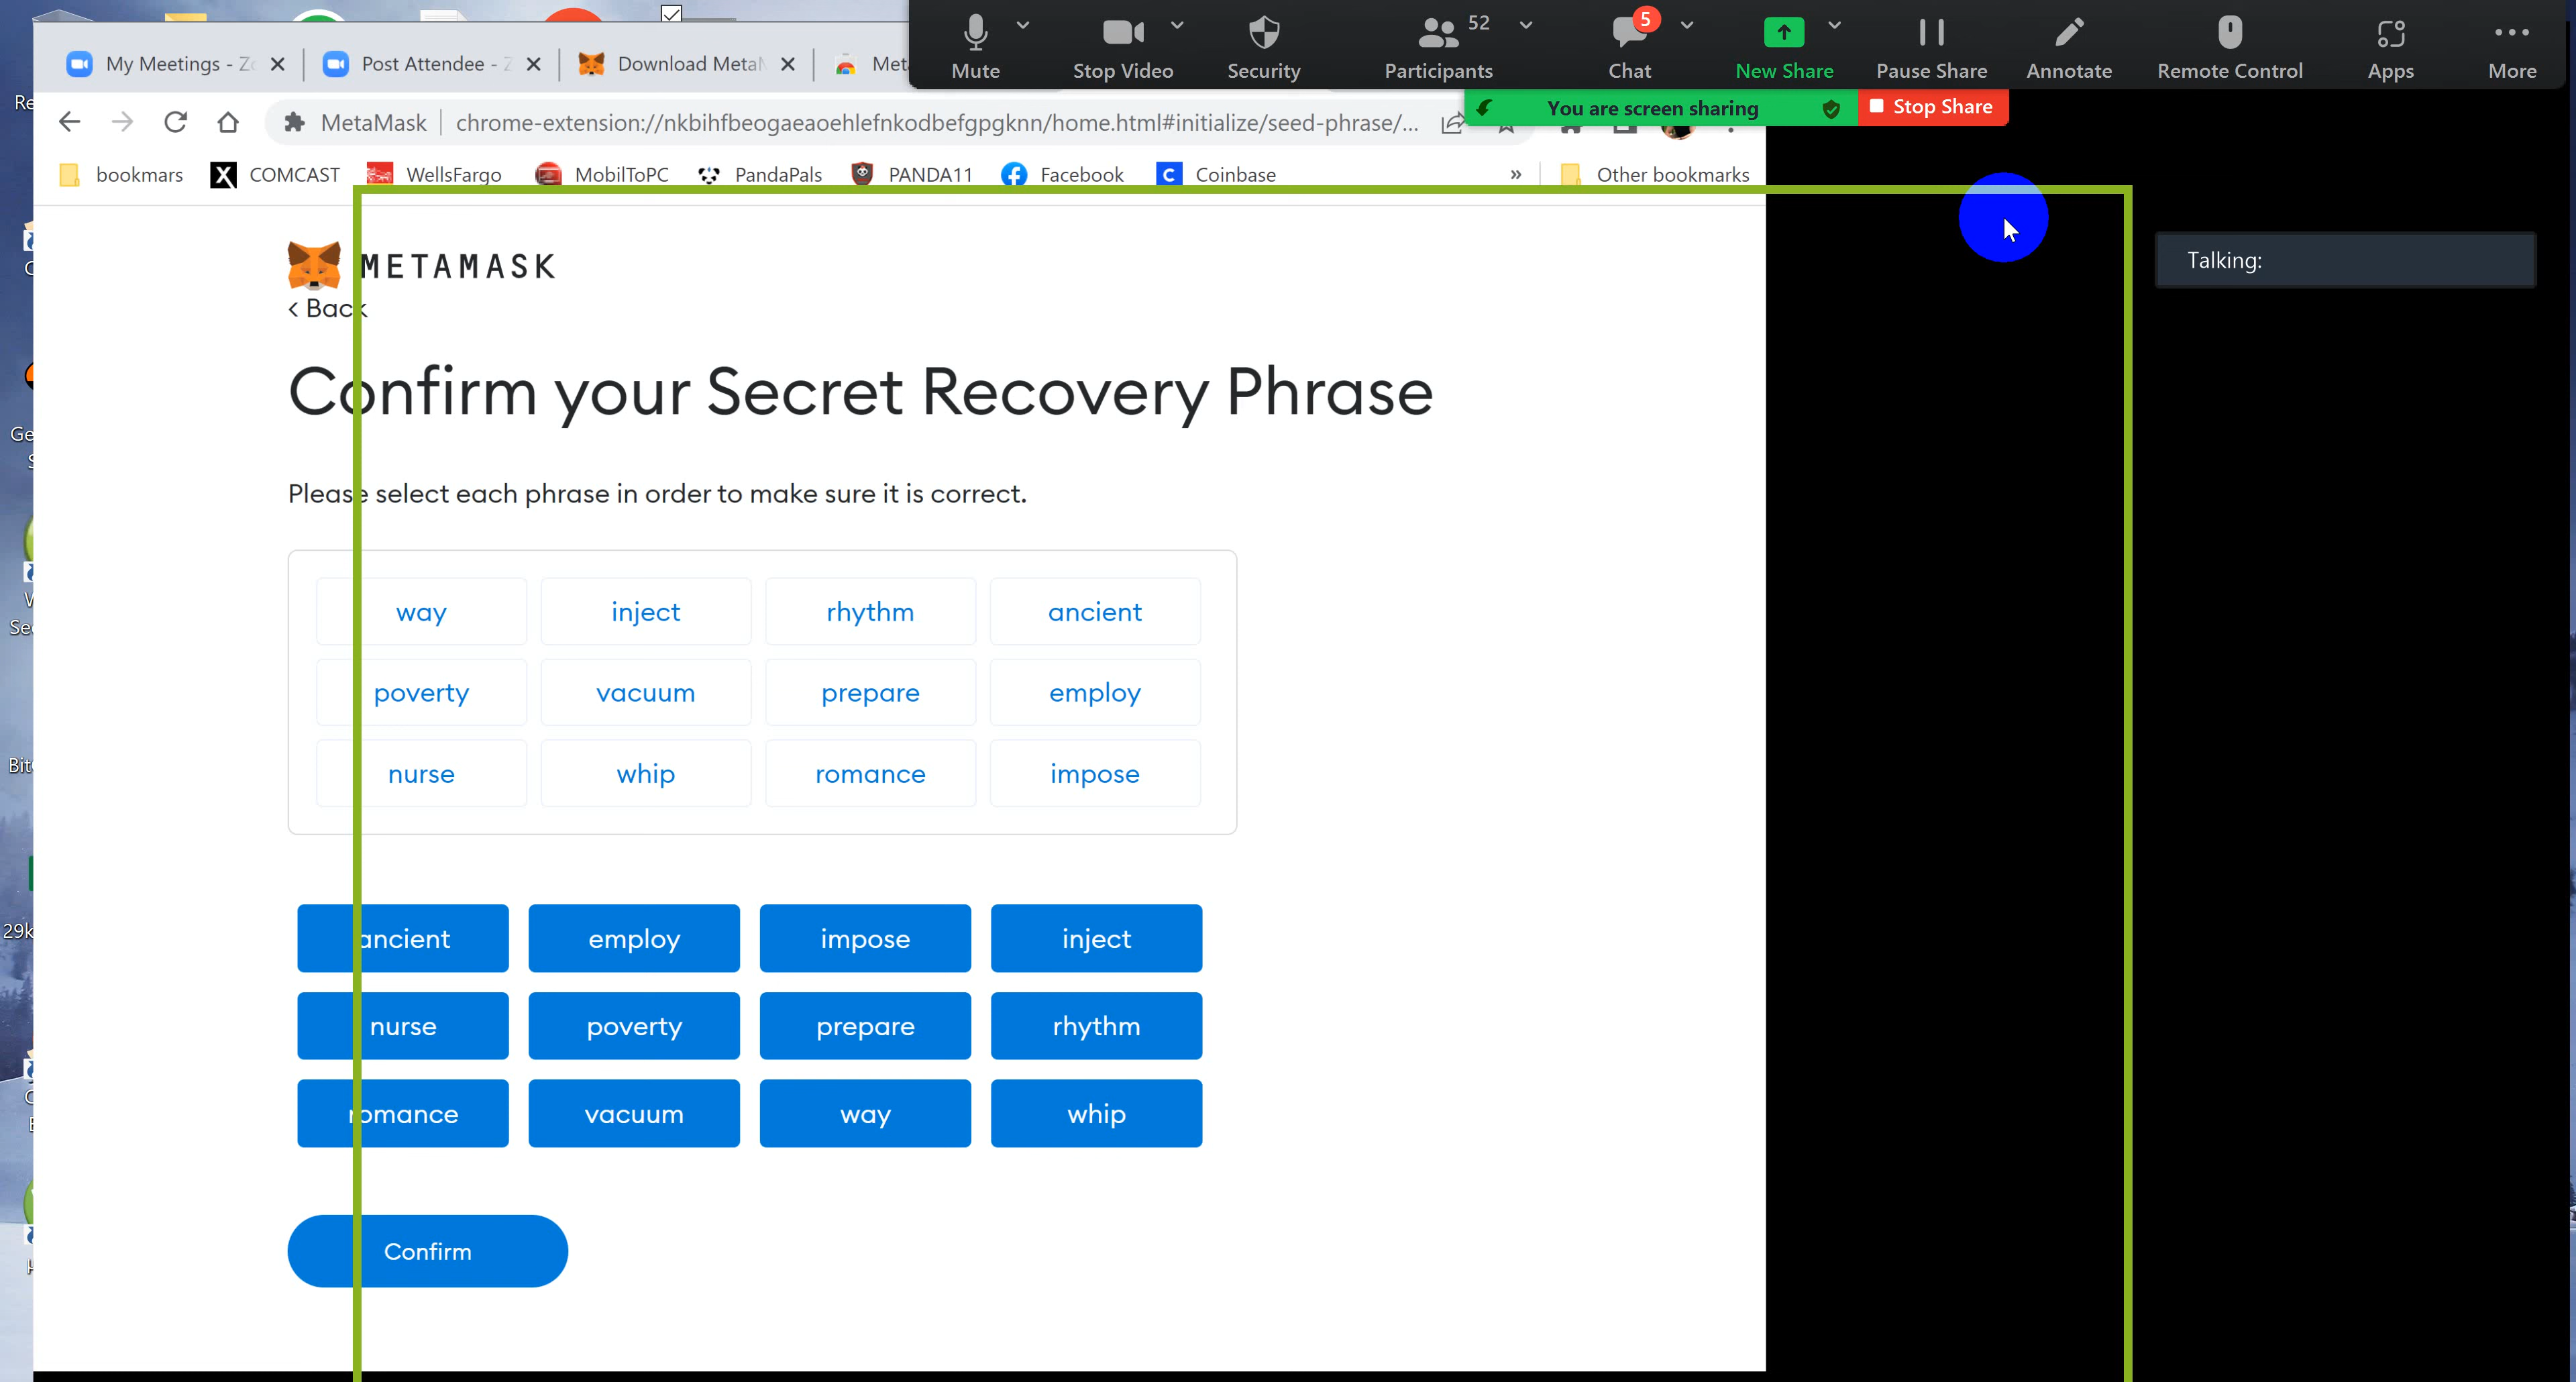 Mute
Stop Video
Security
Participants
52
Chat
5
New Share
Pause Share
Annotate
Remote Control
Apps
More
My Meetings - Z
Post Attendee - Z
Download Meta
Met
You are screen sharing
Stop Share
MetaMask
chrome-extension://nkbihfbeogaeaoehlefnkodbefgpgknn/home.html#initialize/seed-phrase/...
bookmars
COMCAST
WellsFargo
MobilToPC
PandaPals
PANDA11
Facebook
Coinbase
»
Other bookmarks
Talking:
METAMASK
< Back
Confirm your Secret Recovery Phrase
Please select each phrase in order to make sure it is correct.
way inject rhythm ancient
poverty vacuum prepare employ
nurse whip romance impose
ancient employ impose inject
nurse poverty prepare rhythm
romance vacuum way whip
Confirm